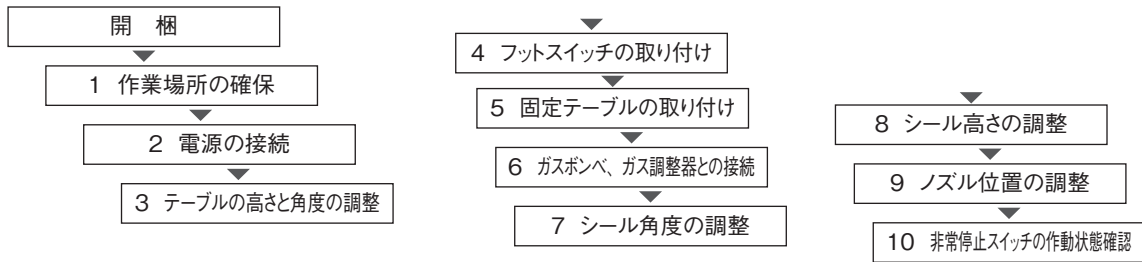 開 梱
1 作業場所の確保
2 電源の接続
3 テーブルの高さと角度の調整
4 フットスイッチの取り付け
5 固定テーブルの取り付け
6 ガスボンベ、ガス調整器との接続
7 シール角度の調整
8 シール高さの調整
9 ノズル位置の調整
10 非常停止スイッチの作動状態確認